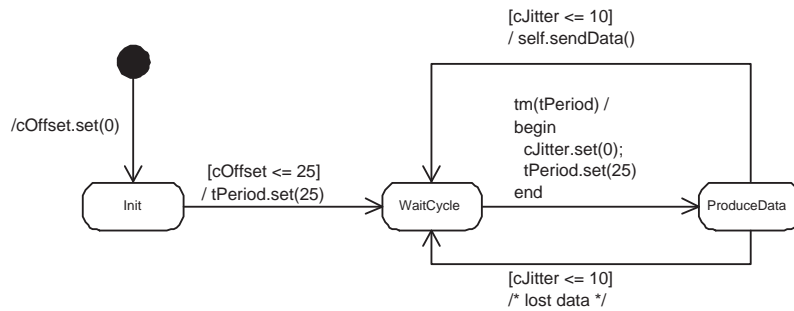 [cJitter <= 10]
/ self.sendData()
/cOffset.set(0)
[cOffset <= 25]
/ tPeriod.set(25)
tm(tPeriod) /
begin
cJitter.set(0);
tPeriod.set(25)
end
Init
WaitCycle
ProduceData
[cJitter <= 10]
/* lost data */